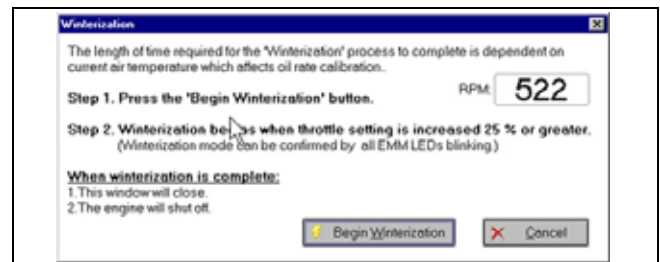 Winterization
The length of time required for the "Winterization" process to complete is dependent on
current air temperature which affects oil rate calibration..
RPM: 522
Step 1. Press the "Begin Winterization" button.
Step 2. Winterization begins when throttle setting is increased 25 % or greater.
(Winterization mode can be confirmed by all EMM LEDs blinking.)
When winterization is complete:
1.This window will close.
2.The engine will shut off.
Begin Winterization
Cancel